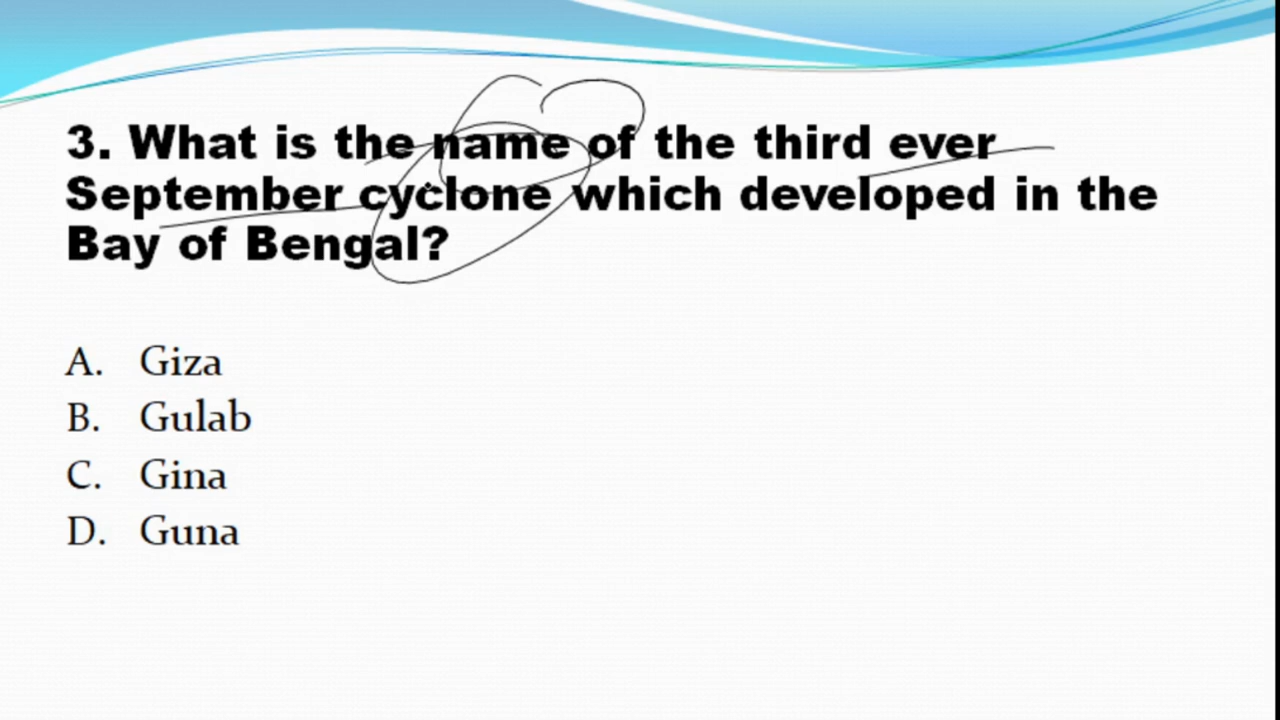 3. What is the name of the third ever
September cyclone which developed in the
Bay of Bengal?
A. Giza
B. Gulab
C. Gina
D. Guna